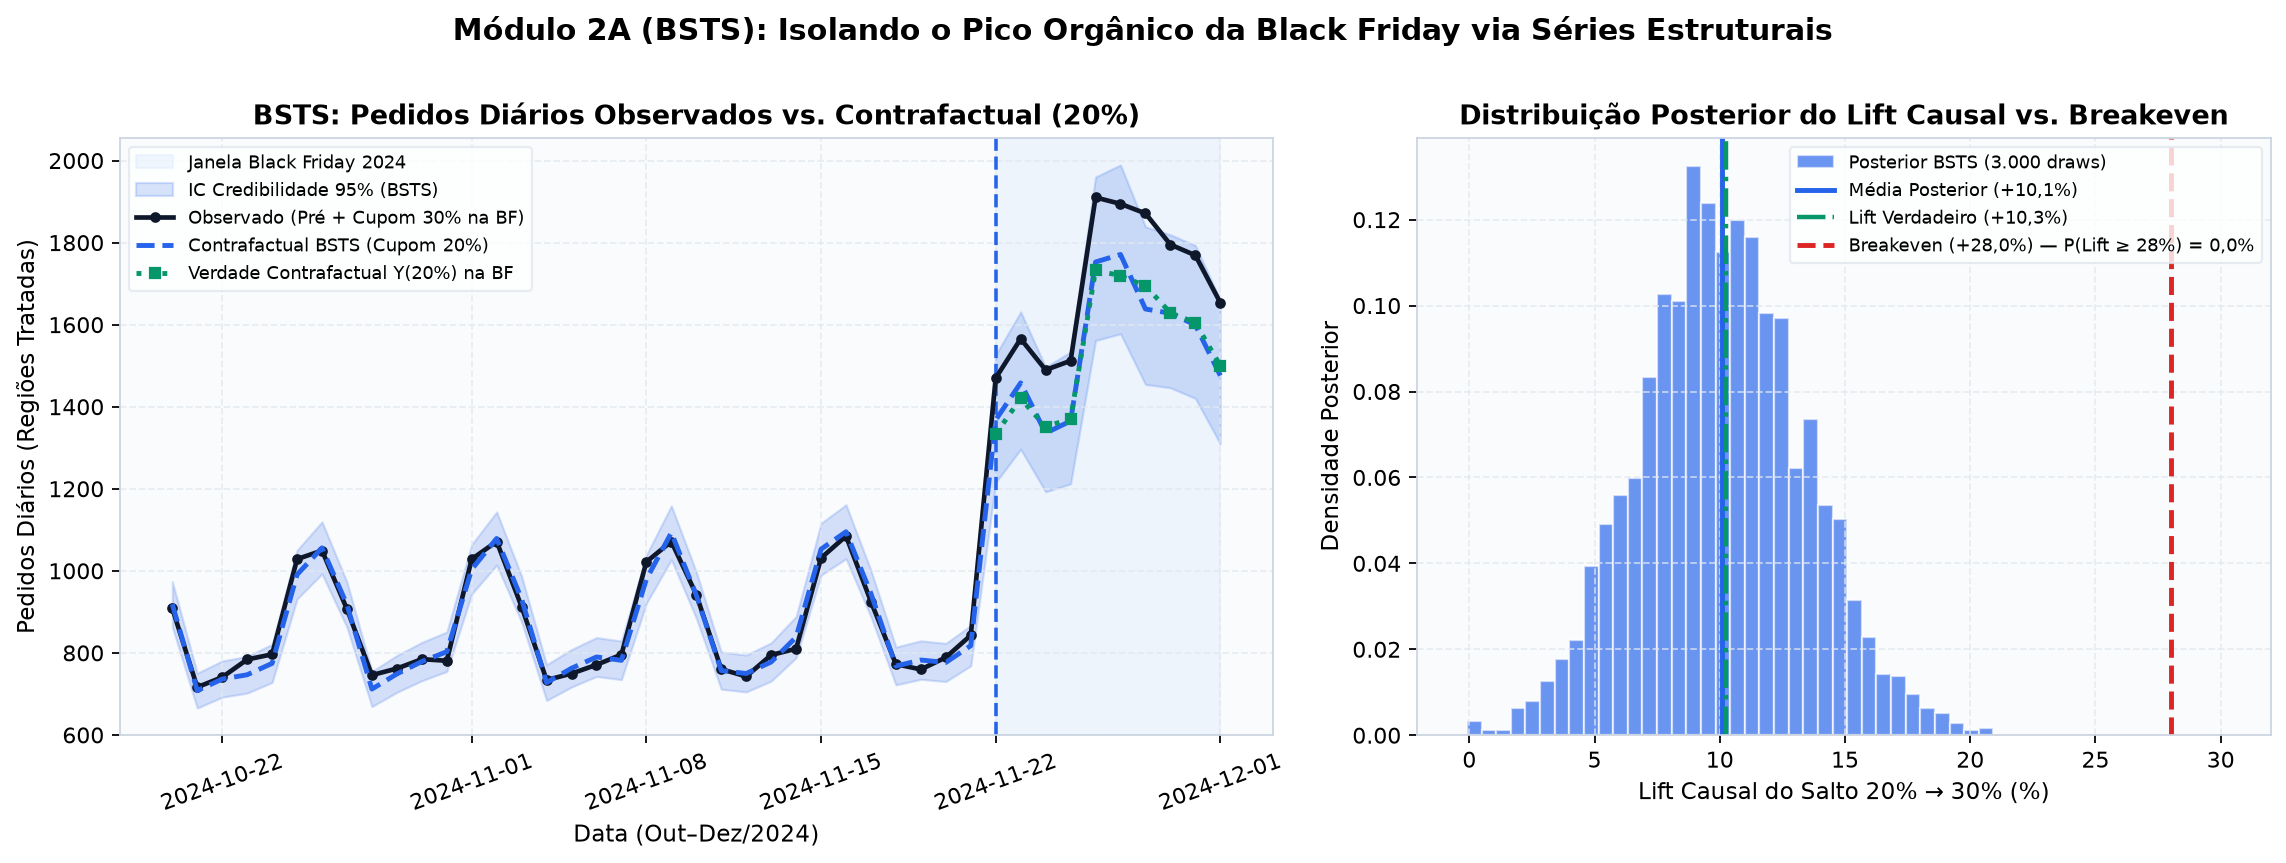 Módulo 2A (BSTS): Isolando o Pico Orgânico da Black Friday via Séries Estruturais
BSTS: Pedidos Diários Observados vs. Contrafactual (20%)
Pedidos Diários (Regiões Tratadas)
2000
1800
1600
1400
1200
1000
800
600
Janela Black Friday 2024
IC Credibilidade 95% (BSTS)
Observado (Pré + Cupom 30% na BF)
Contrafactual BSTS (Cupom 20%)
Verdade Contrafactual Y(20%) na BF
2024-10-22
2024-11-01
2024-11-08
2024-11-15
2024-11-22
2024-12-01
Data (Out–Dez/2024)
Distribuição Posterior do Lift Causal vs. Breakeven
Densidade Posterior
0.12
0.10
0.08
0.06
0.04
0.02
0.00
Posterior BSTS (3.000 draws)
Média Posterior (+10,1%)
Lift Verdadeiro (+10,3%)
Breakeven (+28,0%) — P(Lift ≥ 28%) = 0,0%
0
5
10
15
20
25
30
Lift Causal do Salto 20% → 30% (%)